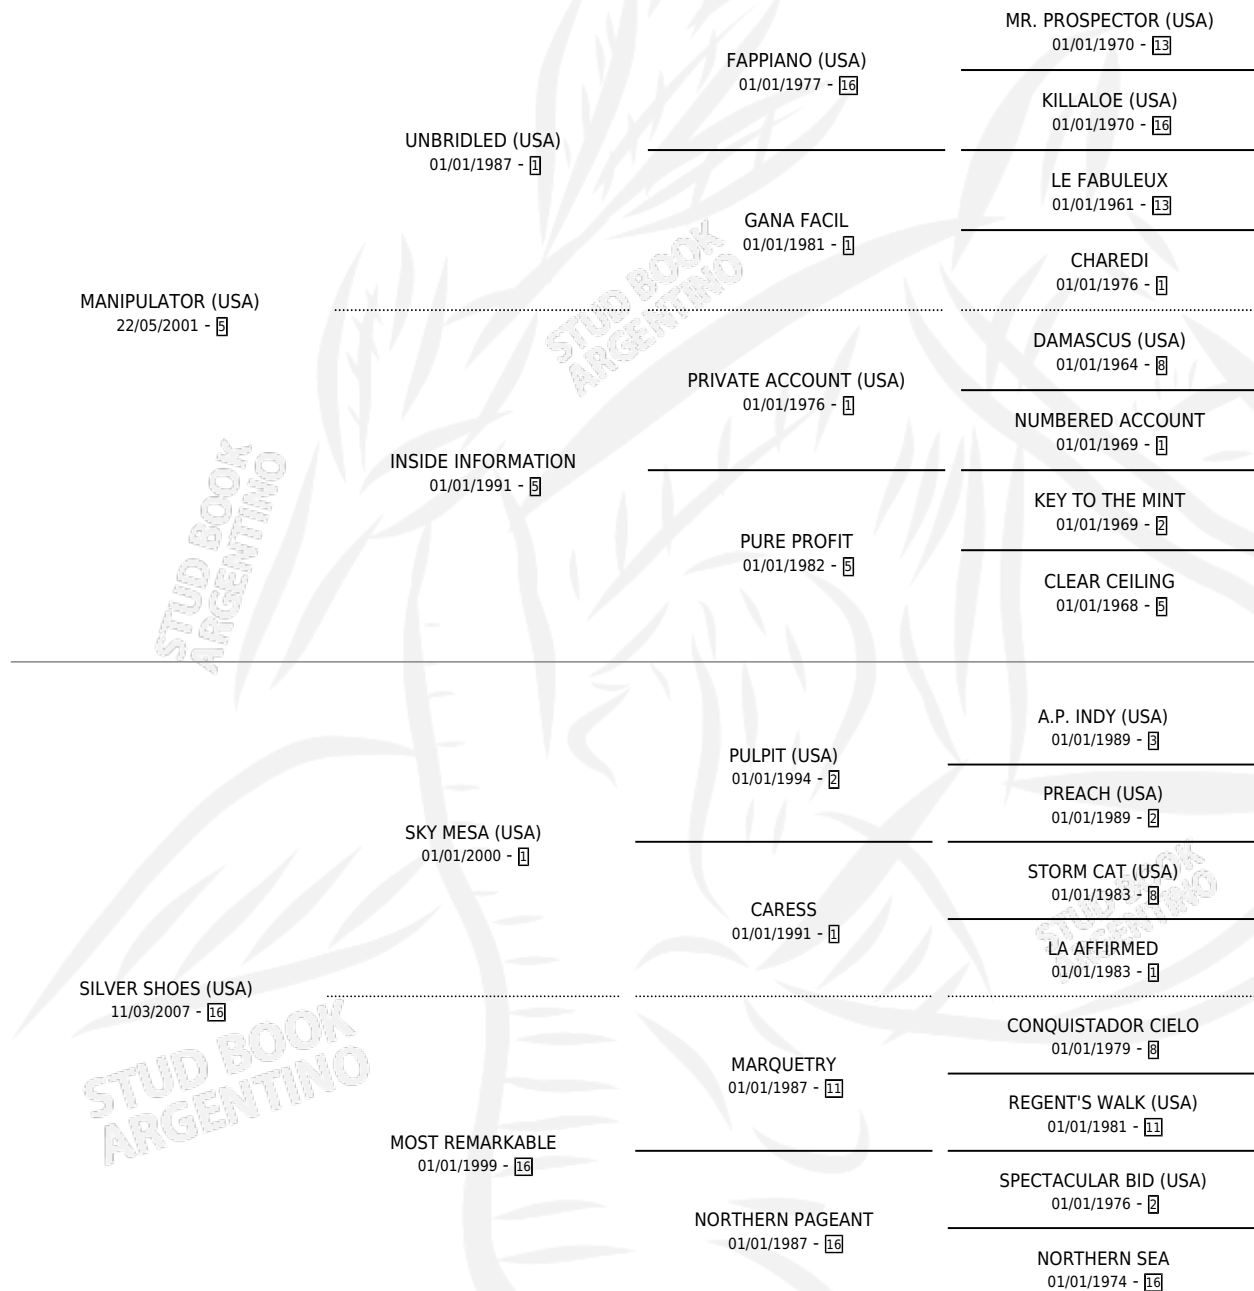 MR. PROSPECTOR (USA)
01/01/1970 - 13
FAPPIANO (USA)
01/01/1977 - 16
KILLALOE (USA)
01/01/1970 - 16
UNBRIDLED (USA)
01/01/1987 - 1
LE FABULEUX
01/01/1961 - 13
GANA FACIL
01/01/1981 - 1
CHAREDI
01/01/1976 - 1
MANIPULATOR (USA)
22/05/2001 - 5
DAMASCUS (USA)
01/01/1964 - 8
PRIVATE ACCOUNT (USA)
01/01/1976 - 1
NUMBERED ACCOUNT
01/01/1969 - 1
INSIDE INFORMATION
01/01/1991 - 5
KEY TO THE MINT
01/01/1969 - 2
PURE PROFIT
01/01/1982 - 5
CLEAR CEILING
01/01/1968 - 5
A.P. INDY (USA)
01/01/1989 - 3
PULPIT (USA)
01/01/1994 - 2
PREACH (USA)
01/01/1989 - 2
SKY MESA (USA)
01/01/2000 - 1
STORM CAT (USA)
01/01/1983 - 8
CARESS
01/01/1991 - 1
LA AFFIRMED
01/01/1983 - 1
SILVER SHOES (USA)
11/03/2007 - 16
CONQUISTADOR CIELO
01/01/1979 - 8
MARQUETRY
01/01/1987 - 11
REGENT'S WALK (USA)
01/01/1981 - 11
MOST REMARKABLE
01/01/1999 - 16
SPECTACULAR BID (USA)
01/01/1976 - 2
NORTHERN PAGEANT
01/01/1987 - 16
NORTHERN SEA
01/01/1974 - 16
STUD BOOK
ARGENTINO
STUD BOOK
ARGENTINO
STUD BOOK
ARGENTINO
STUD BOOK
ARGENTINO